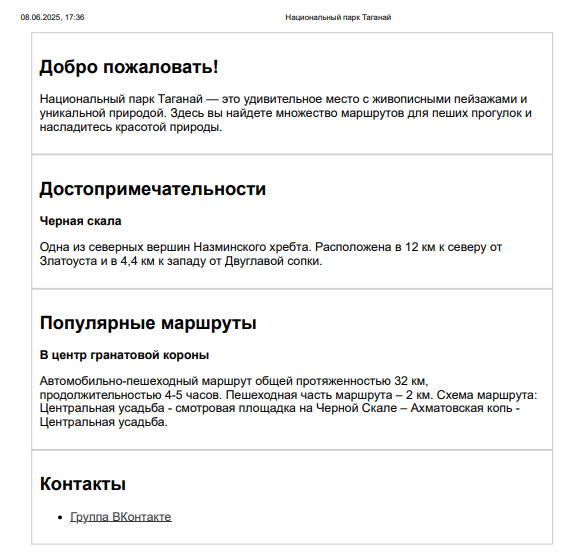 08.06.2025, 17:36 Национальный парк Таганай
Добро пожаловать!
Национальный парк Таганай — это удивительное место с живописными пейзажами и
уникальной природой. Здесь вы найдете множество маршрутов для пеших прогулок и
насладитесь красотой природы.
Достопримечательности
Черная скала
Одна из северных вершин Назминского хребта. Расположена в 12 км к северу от
Златоуста и в 4,4 км к западу от Двуглавой сопки.
Популярные маршруты
В центр гранатовой короны
Автомобильно-пешеходный маршрут общей протяженностью 32 км,
продолжительностью 4-5 часов. Пешеходная часть маршрута – 2 км. Схема маршрута:
Центральная усадьба - смотровая площадка на Черной Скале – Ахматовская копь -
Центральная усадьба.
Контакты
• Группа ВКонтакте